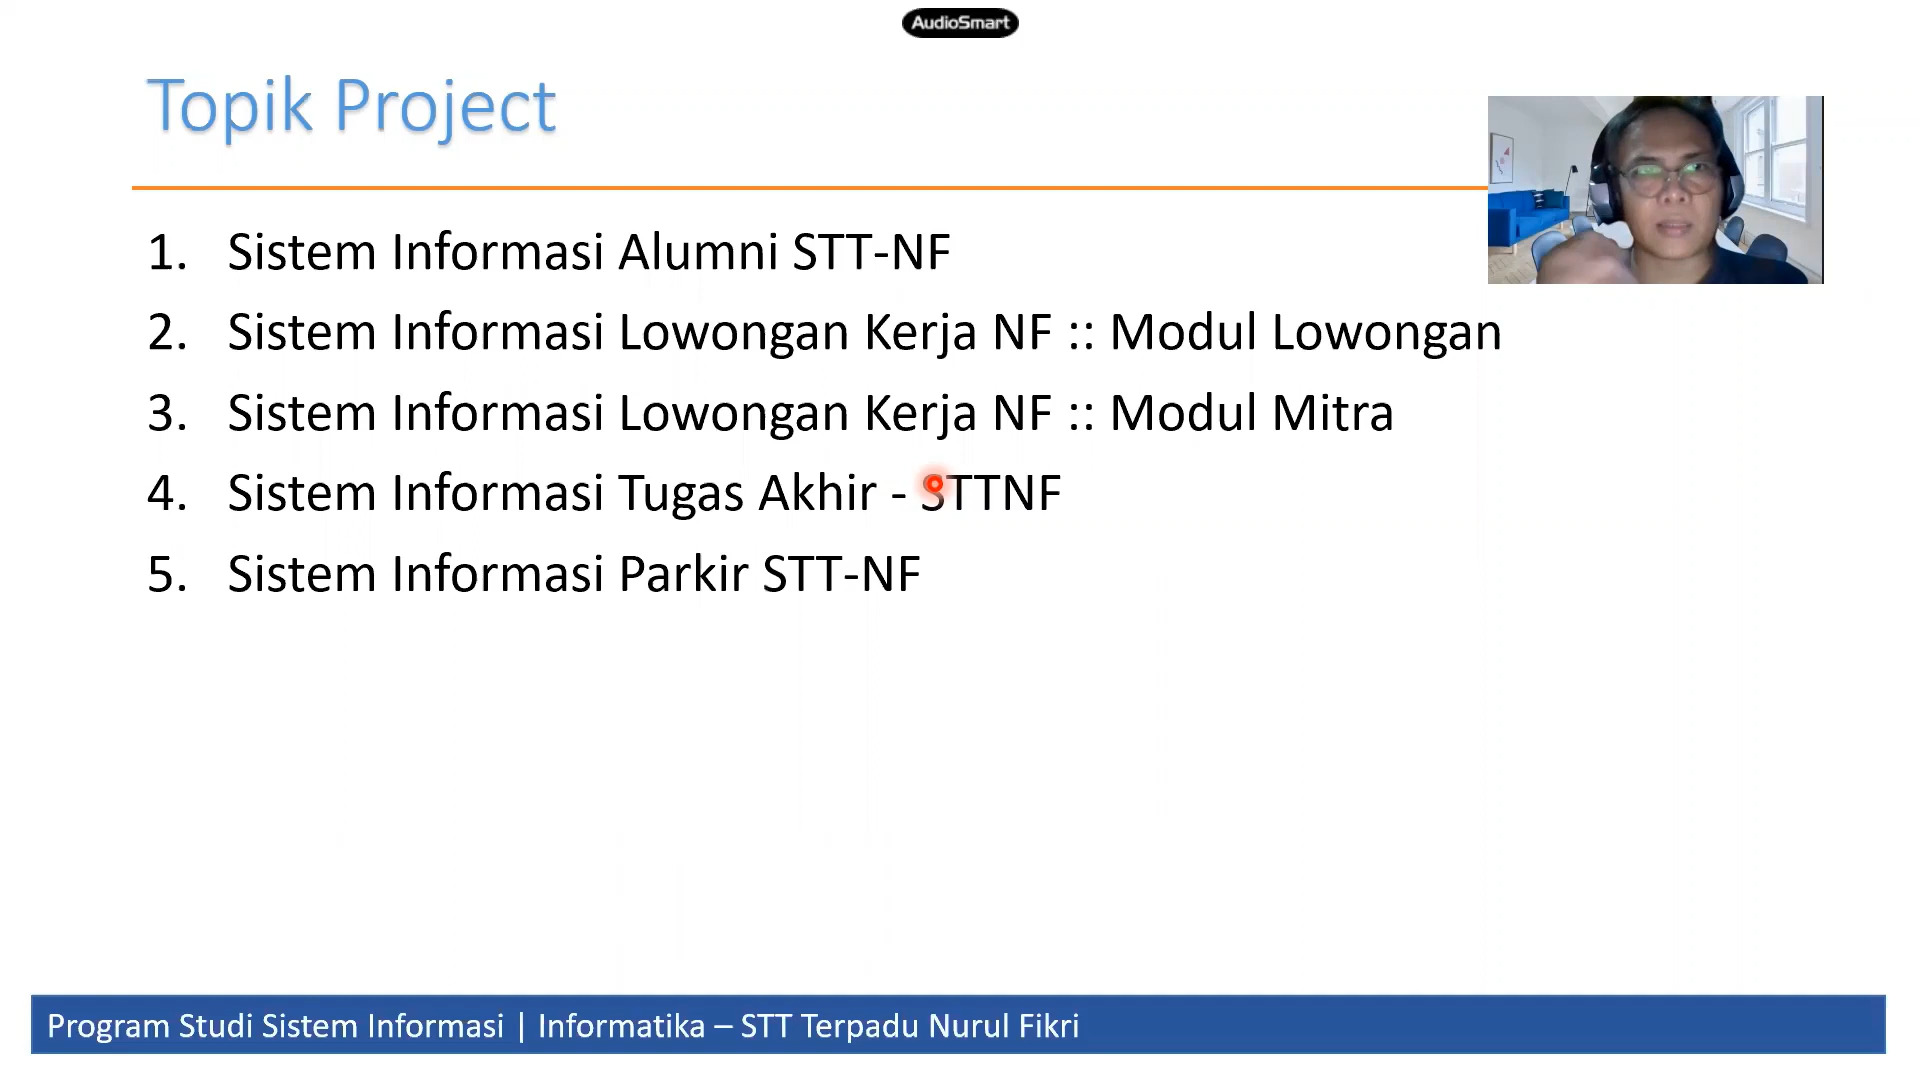 AudioSmart
Topik Project
1. Sistem Informasi Alumni STT-NF
2. Sistem Informasi Lowongan Kerja NF :: Modul Lowongan
3. Sistem Informasi Lowongan Kerja NF :: Modul Mitra
4. Sistem Informasi Tugas Akhir - STTNF
5. Sistem Informasi Parkir STT-NF
Program Studi Sistem Informasi | Informatika – STT Terpadu Nurul Fikri